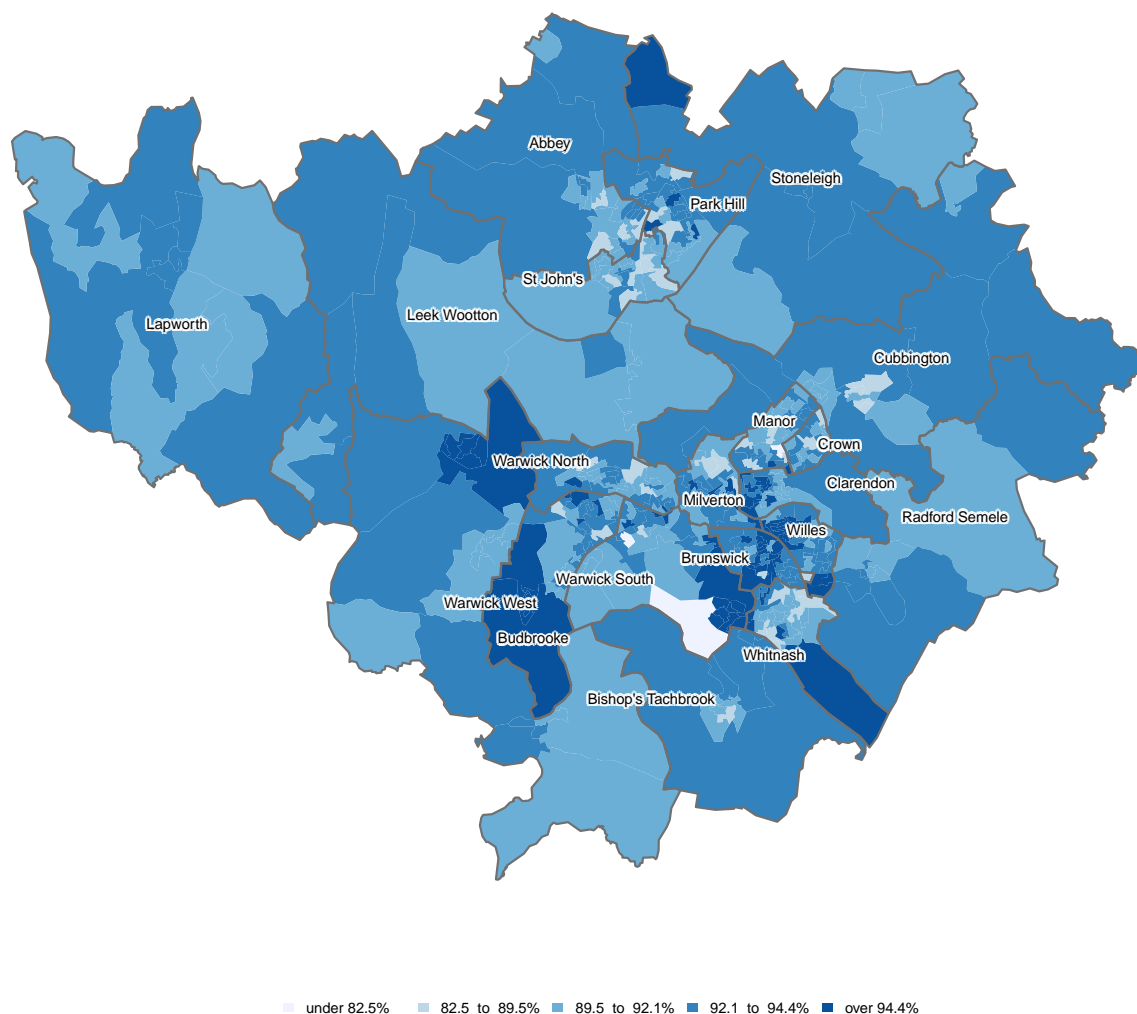 Abbey
Stoneleigh
Park Hill
St John's
Leek Wootton
Lapworth
Cubbington
Manor
Crown
Warwick North
Clarendon
Milverton
Radford Semele
Willes
Brunswick
Warwick South
Warwick West
Budbrooke
Whitnash
Bishop's Tachbrook
under 82.5% 82.5 to 89.5% 89.5 to 92.1% 92.1 to 94.4% over 94.4%